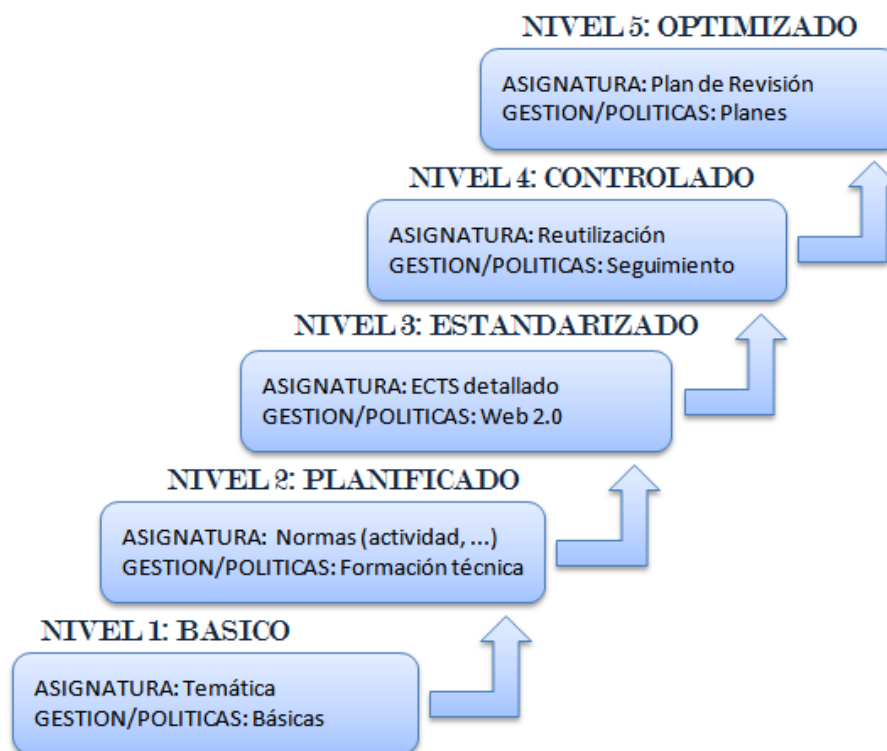 NIVEL 5: OPTIMIZADO
ASIGNATURA: Plan de Revisión
GESTION/POLITICAS: Planes
NIVEL 4: CONTROLADO
ASIGNATURA: Reutilización
GESTION/POLITICAS: Seguimiento
NIVEL 3: ESTANDARIZADO
ASIGNATURA: ECTS detallado
GESTION/POLITICAS: Web 2.0
NIVEL 2: PLANIFICADO
ASIGNATURA: Normas (actividad, ...)
GESTION/POLITICAS: Formación técnica
NIVEL 1: BASICO
ASIGNATURA: Temática
GESTION/POLITICAS: Básicas